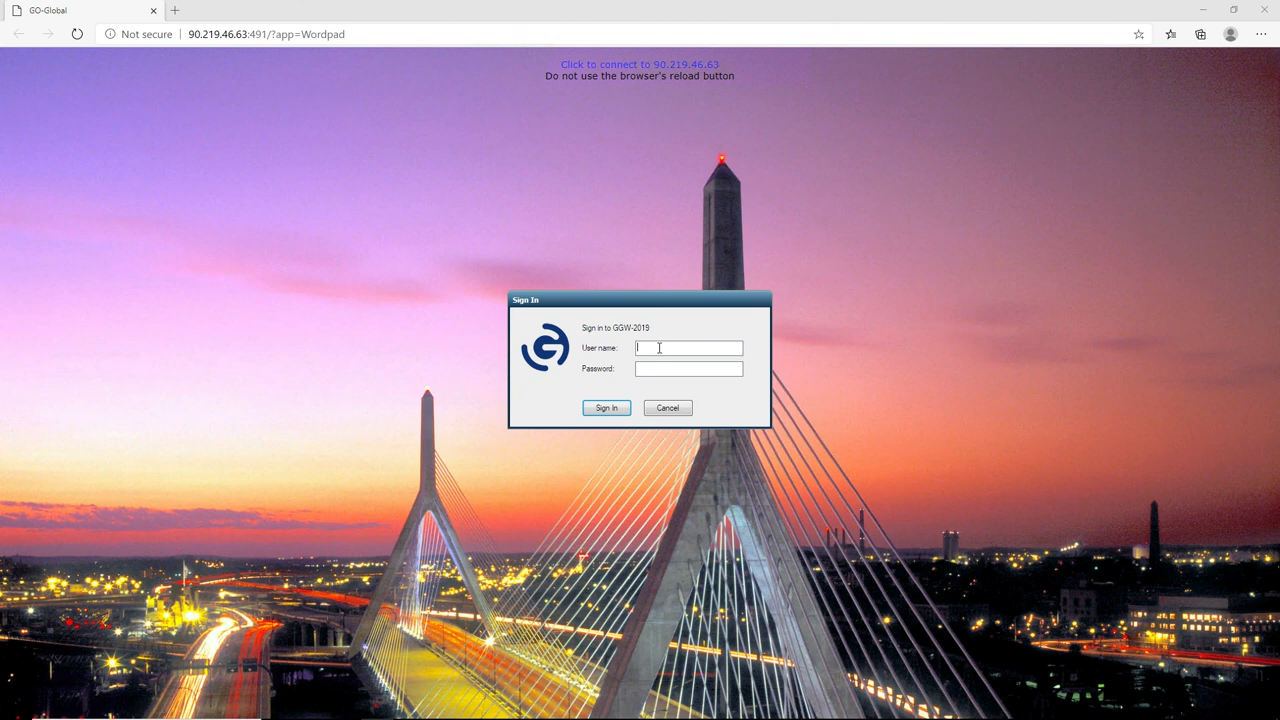 GO-Global
Not secure
90.219.46.63:491/?app=Wordpad
Click to connect to 90.219.46.63
Do not use the browser's reload button
Sign In
Sign in to GGW-2019
User name:
Password:
Sign In
Cancel